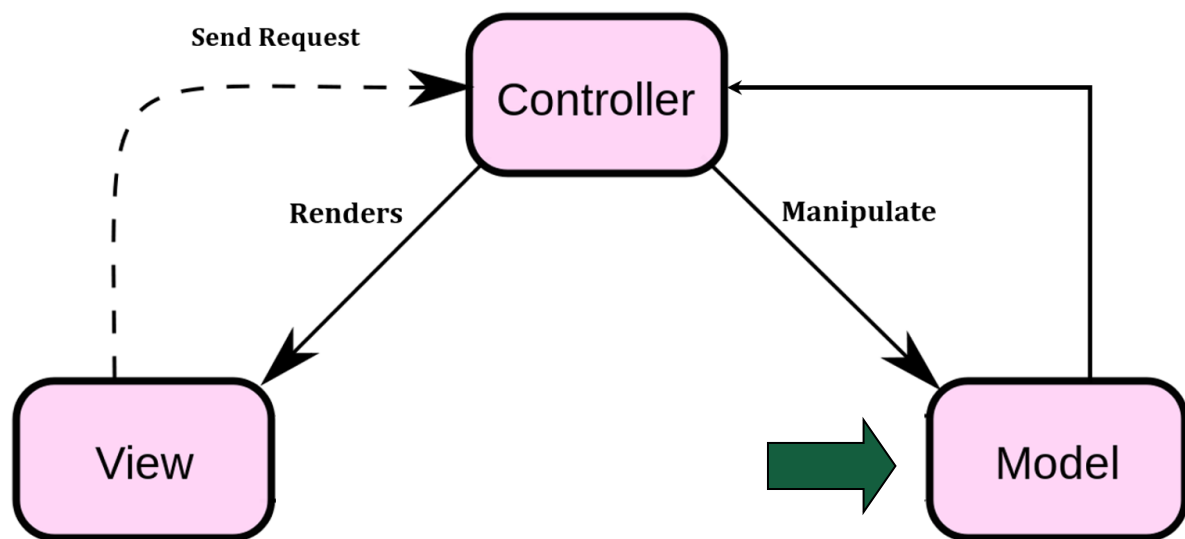 Send Request
Controller
Renders
Manipulate
View
Model